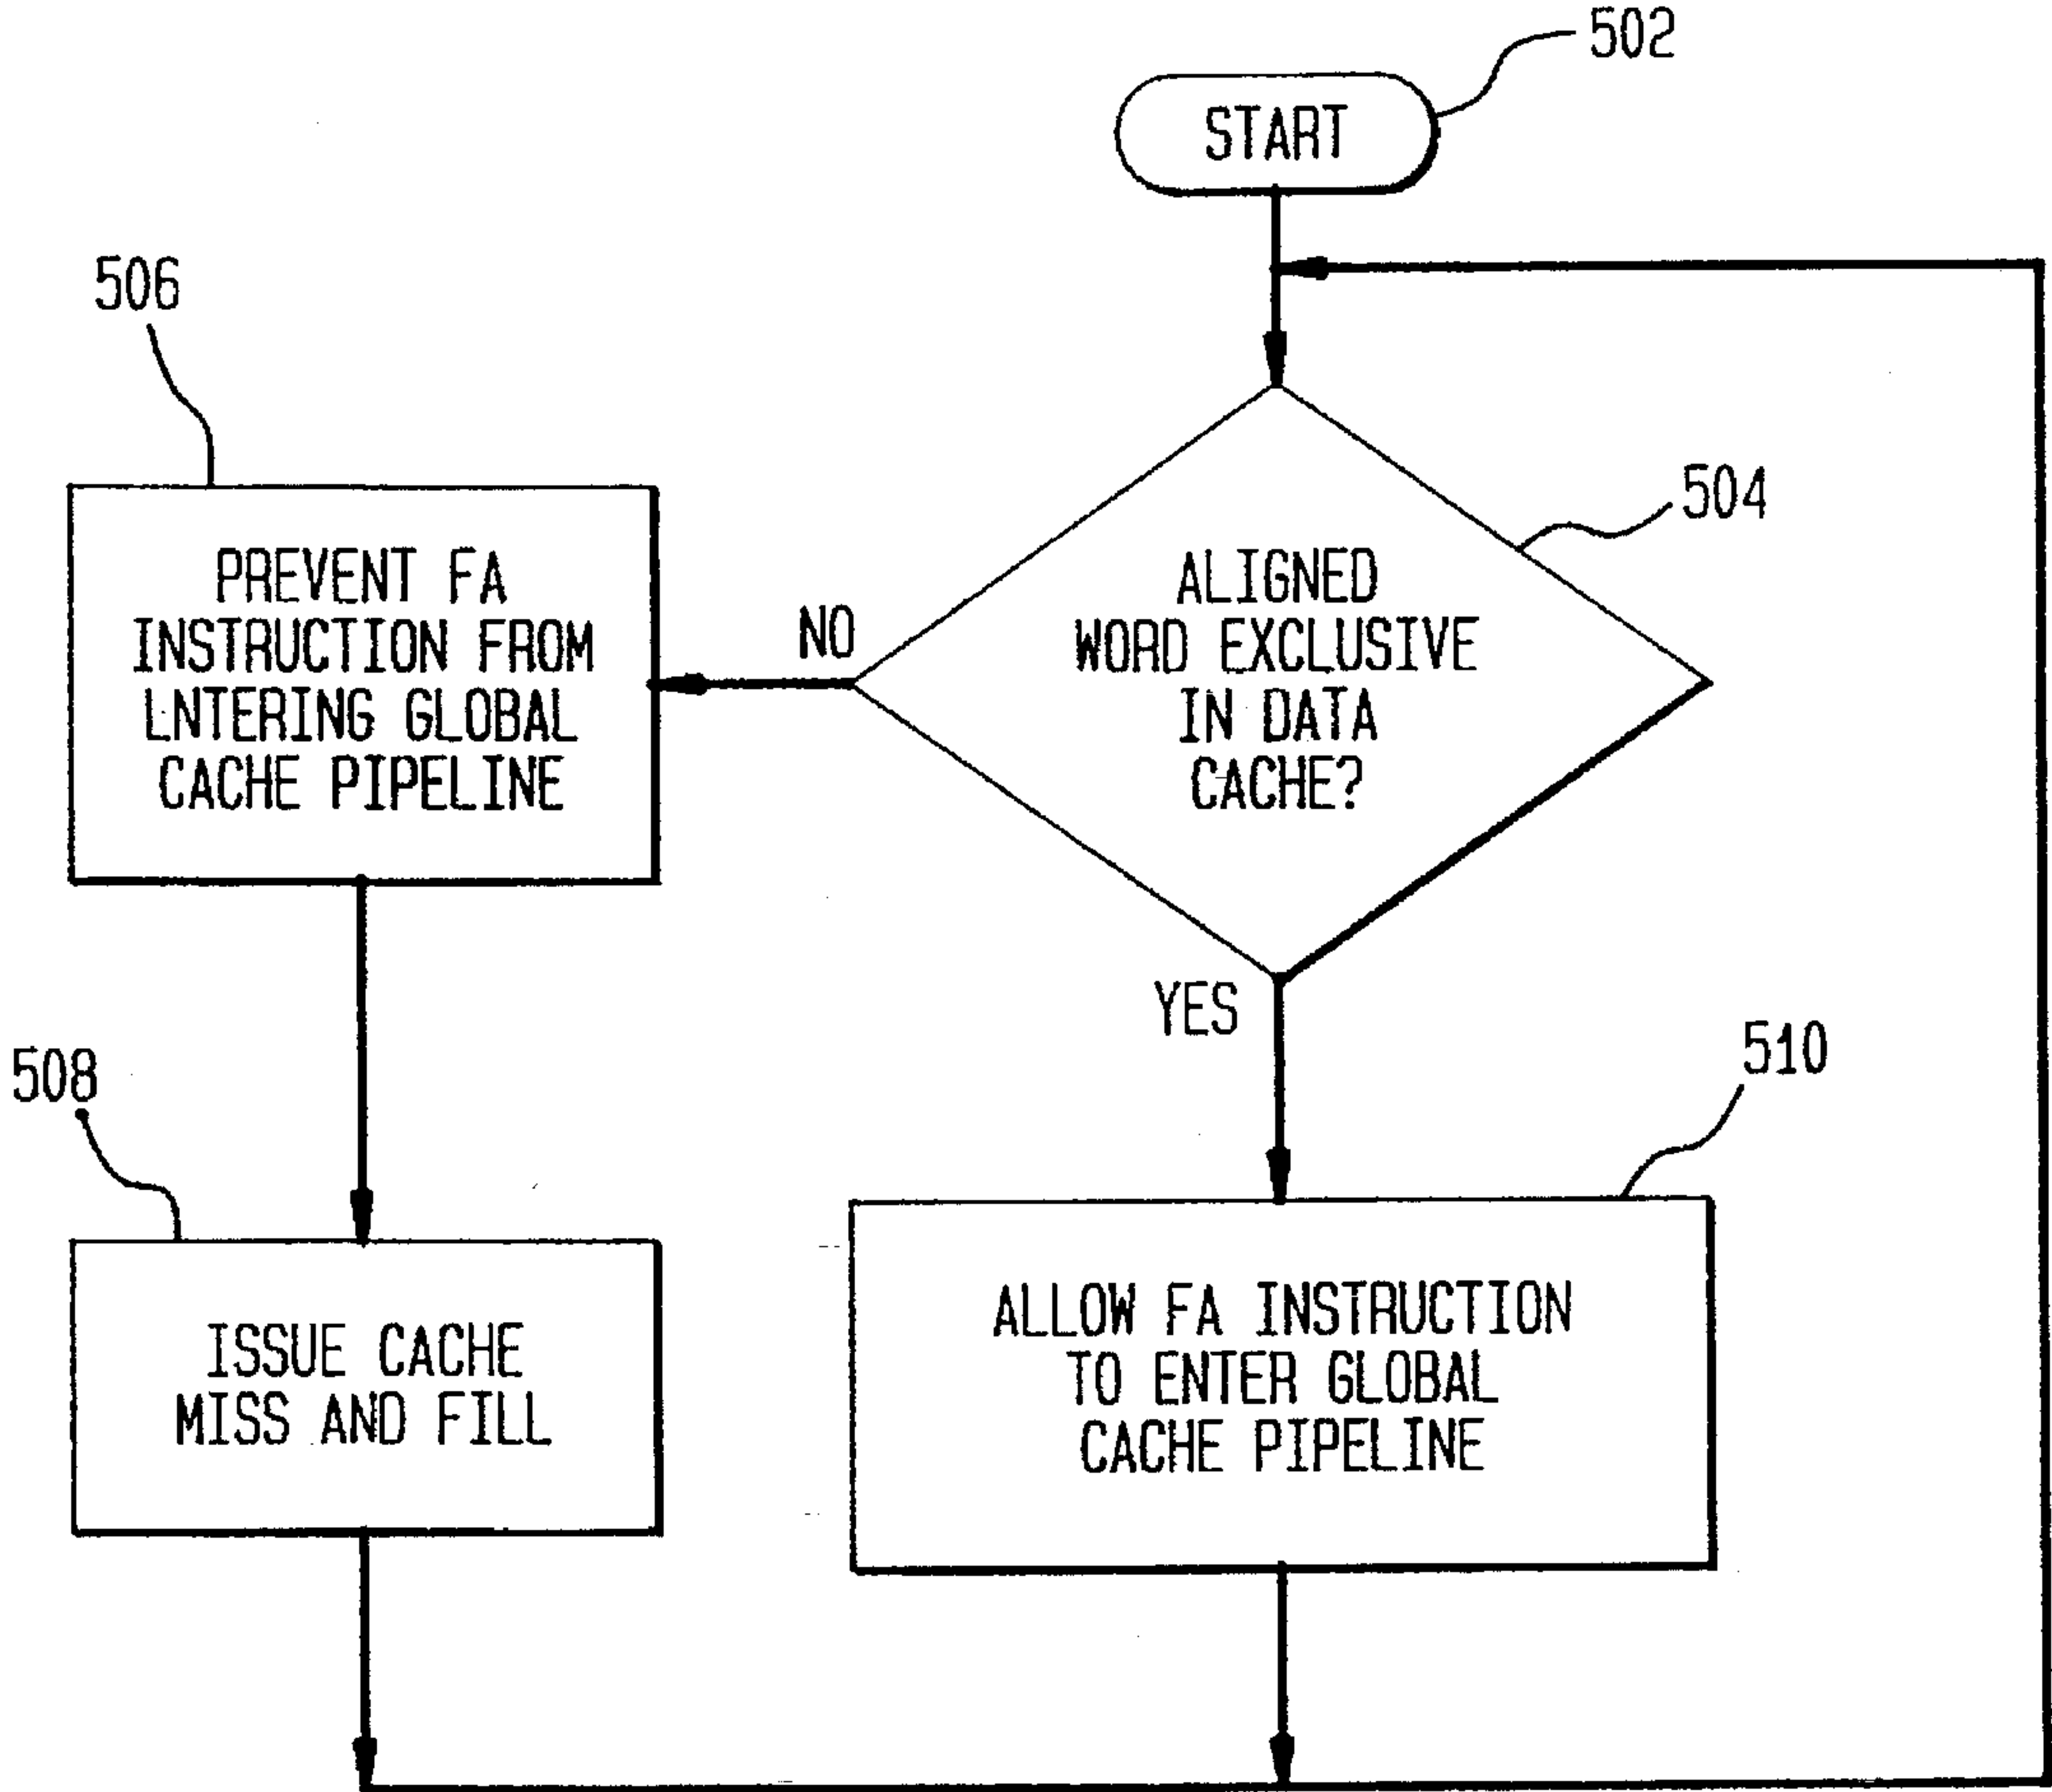 502
START
506
504
ALIGNED
WORD EXCLUSIVE
IN DATA
CACHE?
NO
PREVENT FA
INSTRUCTION FROM
LNTERING GLOBAL
CACHE PIPELINE
YES
508
510
ISSUE CACHE
MISS AND FILL
ALLOW FA INSTRUCTION
TO ENTER GLOBAL
CACHE PIPELINE